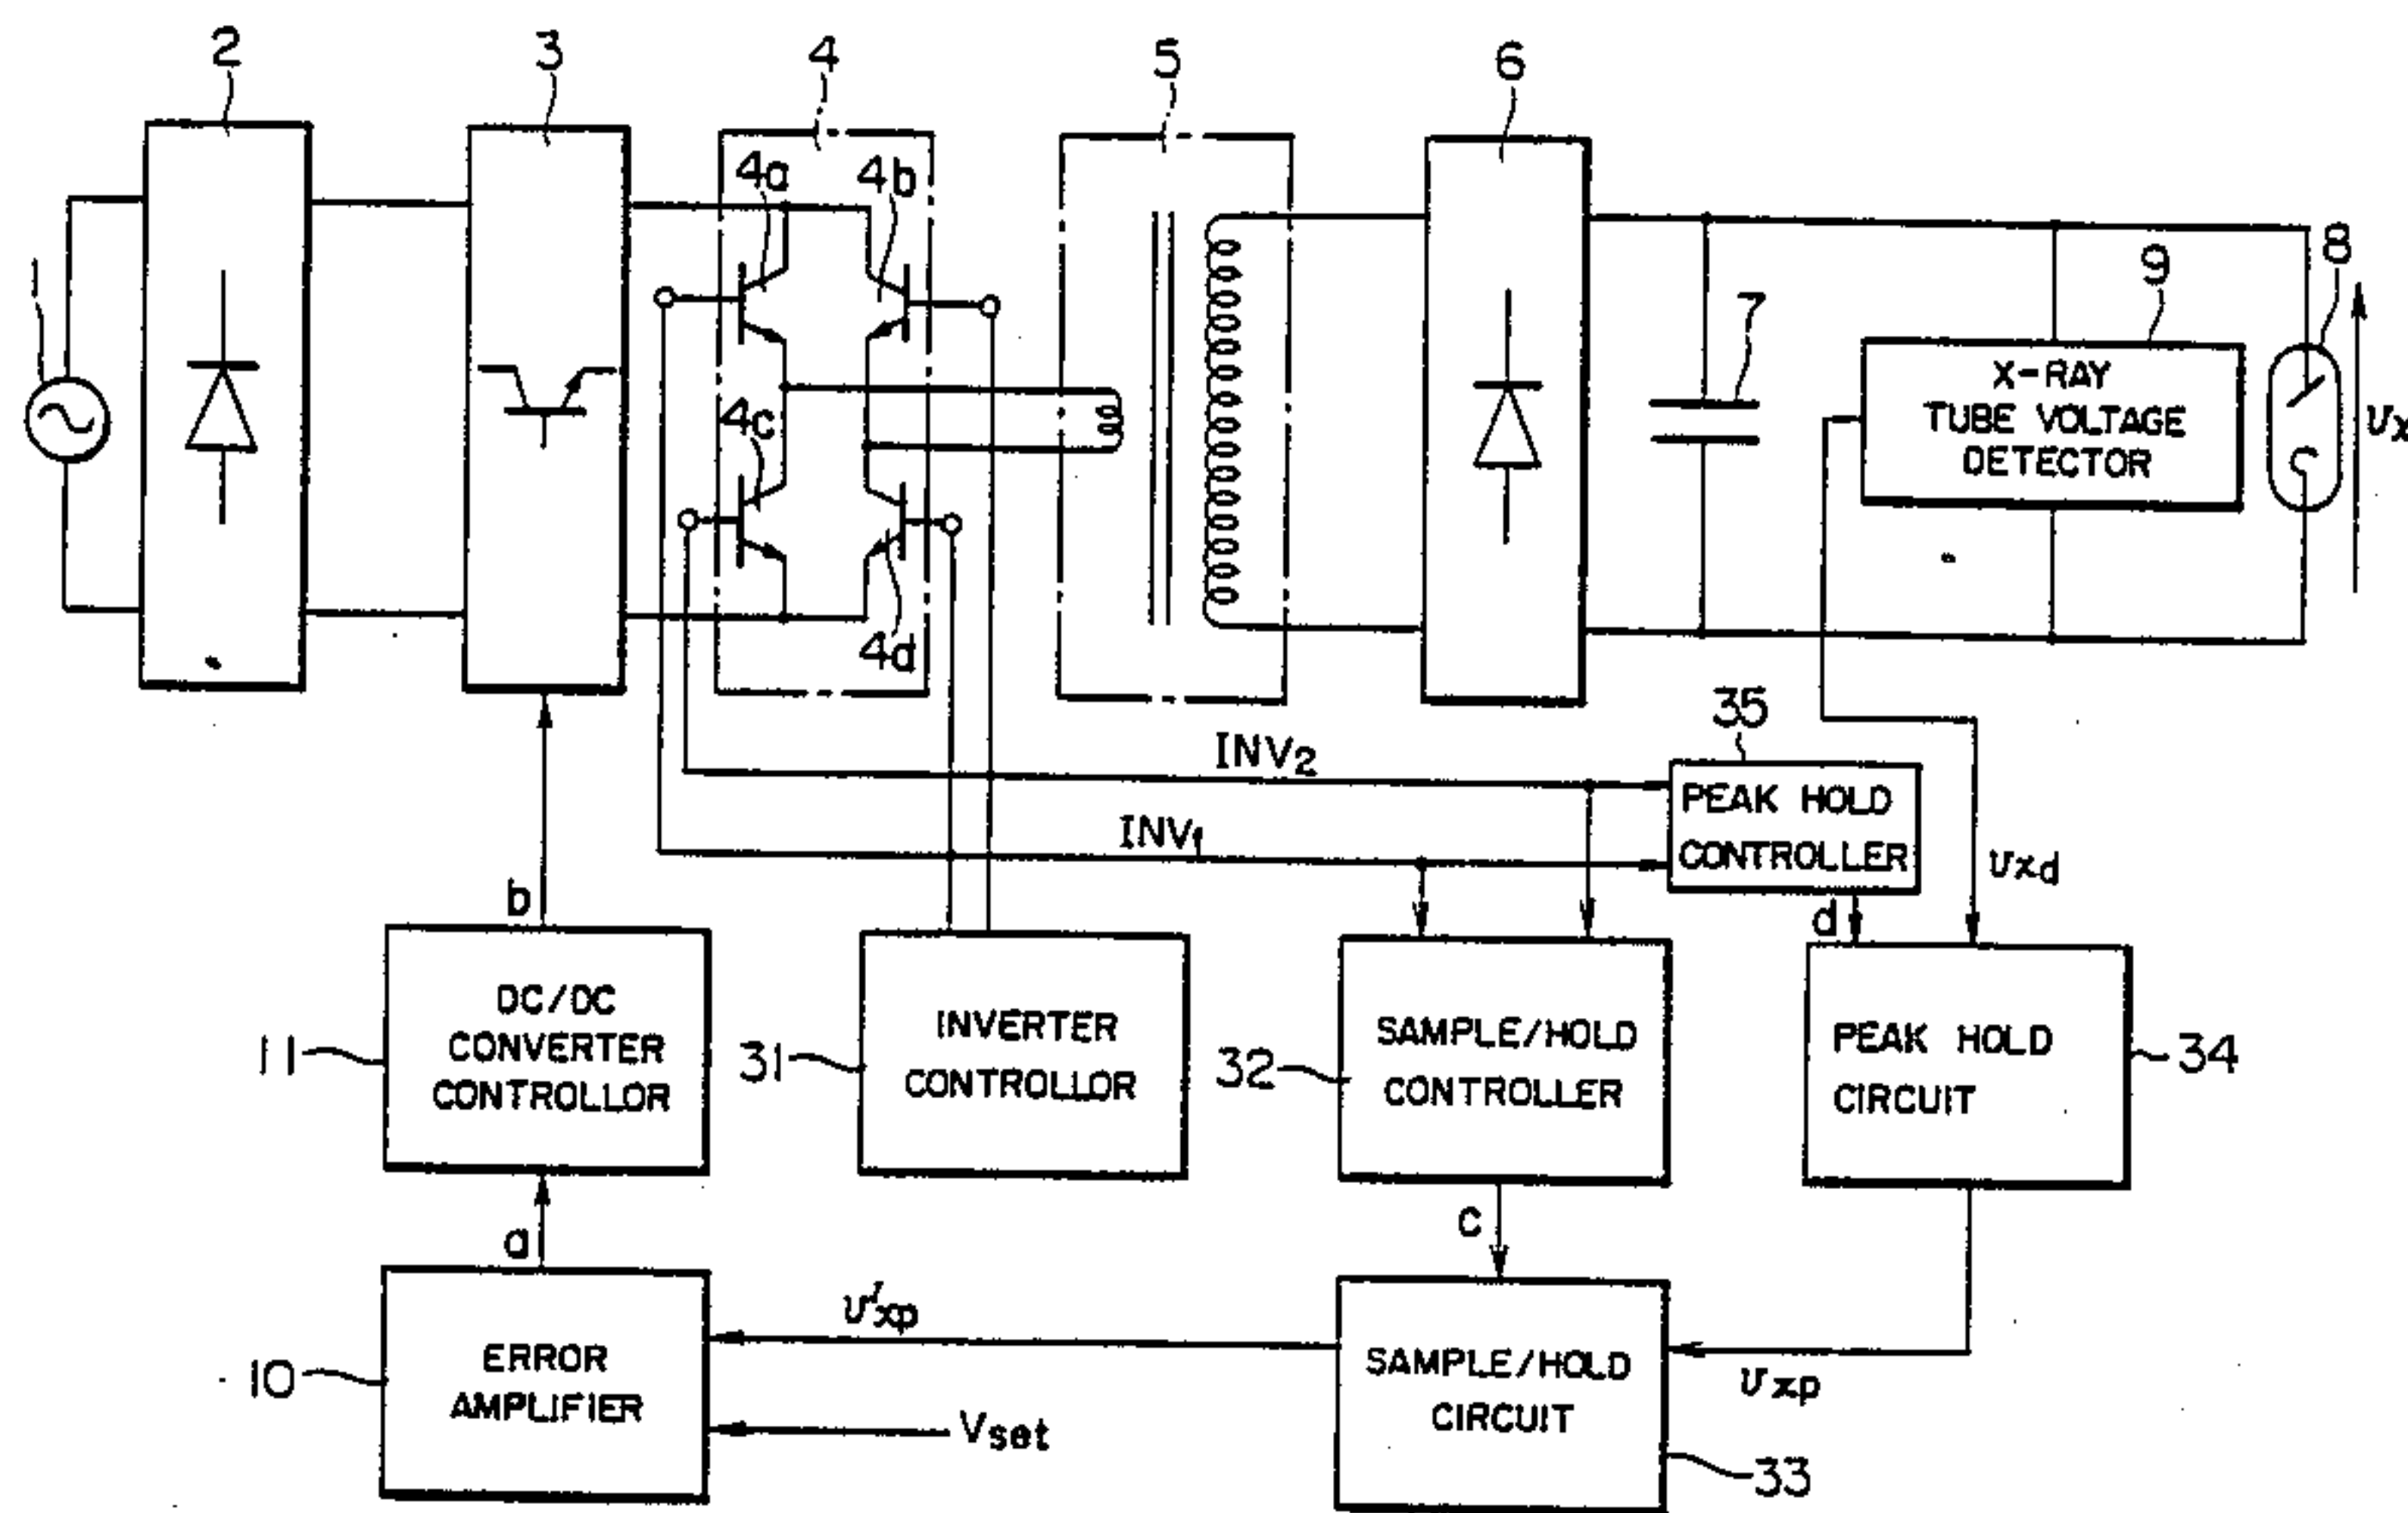 2
3
4
5
6
4a
4b
1
4c
4d
7
9
8
X-RAY
TUBE VOLTAGE
DETECTOR
υx
INV2
INV1
35
PEAK HOLD
CONTROLLER
υxd
b
d
11
DC/DC
CONVERTER
CONTROLLOR
31
INVERTER
CONTROLLOR
32
SAMPLE/HOLD
CONTROLLER
PEAK HOLD
CIRCUIT
34
a
c
10
ERROR
AMPLIFIER
υ'xp
Vset
SAMPLE/HOLD
CIRCUIT
υxp
33